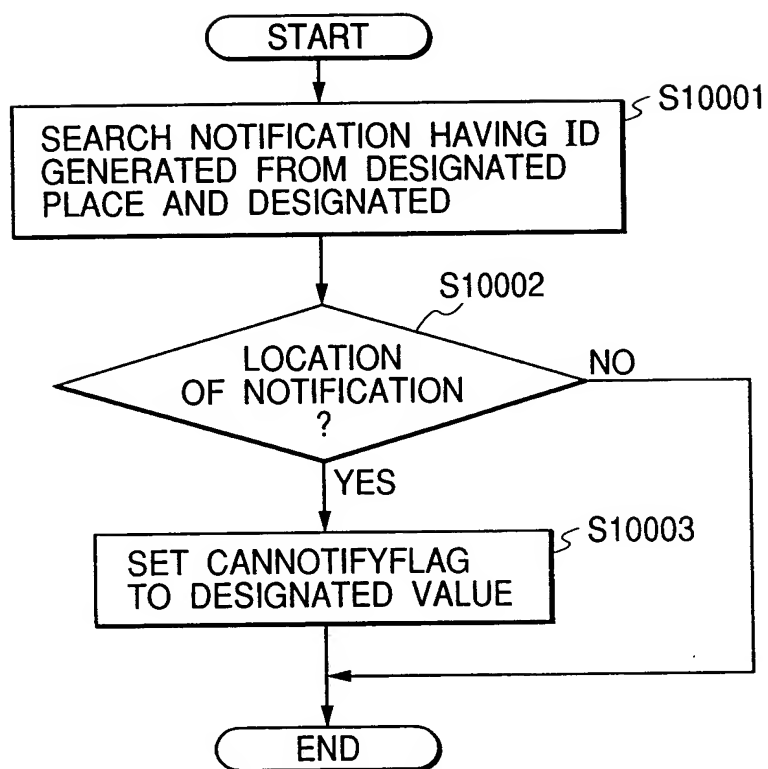 START
S10001
SEARCH NOTIFICATION HAVING ID
GENERATED FROM DESIGNATED
PLACE AND DESIGNATED
S10002
LOCATION
OF NOTIFICATION
?
NO
YES
S10003
SET CANNOTIFYFLAG
TO DESIGNATED VALUE
END